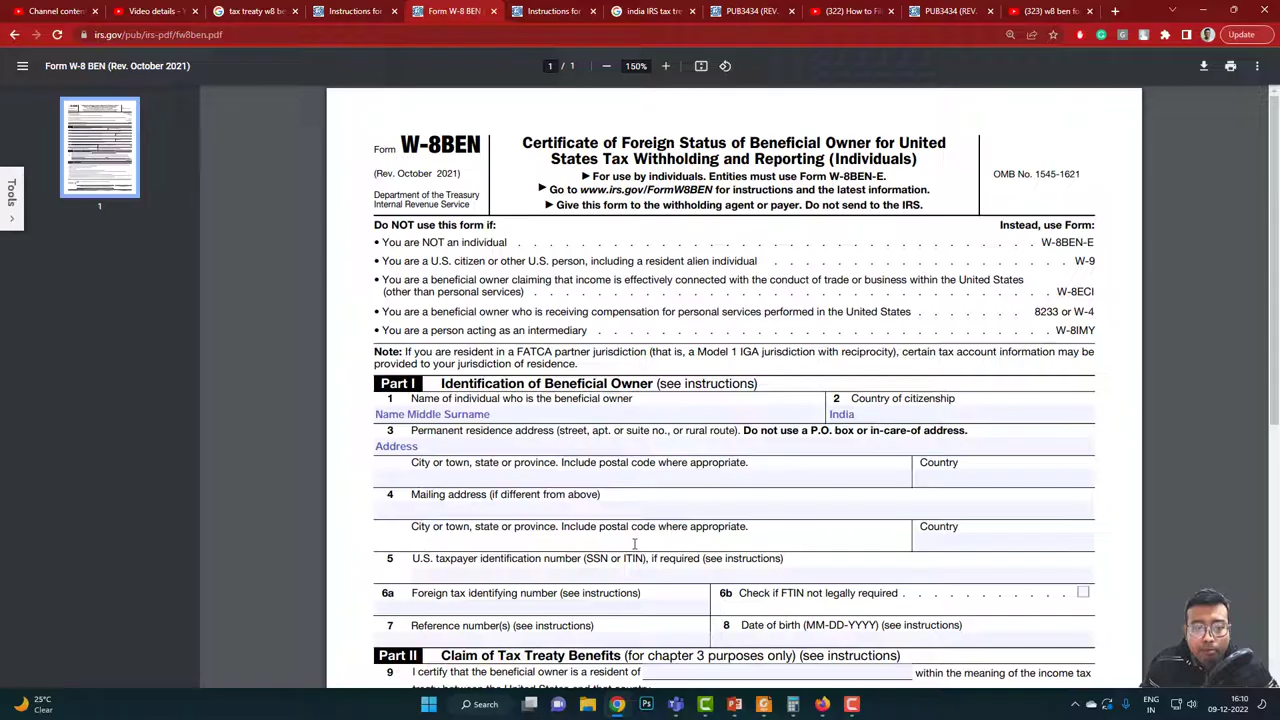 Channel content
Video details -
tax treaty w8 be
Instructions for
Form W-8 BEN
Instructions for
india IRS tax tre
PUB3434 (REV.
(322) How to Fi
PUB3434 (REV.
(323) w8 ben fo
irs.gov/pub/irs-pdf/fw8ben.pdf
Update
Form W-8 BEN (Rev. October 2021)
1 / 1
150%
1
Tools
Form W-8BEN
(Rev. October 2021)
Department of the Treasury
Internal Revenue Service
Certificate of Foreign Status of Beneficial Owner for United
States Tax Withholding and Reporting (Individuals)
▶ For use by individuals. Entities must use Form W-8BEN-E.
▶ Go to www.irs.gov/FormW8BEN for instructions and the latest information.
▶ Give this form to the withholding agent or payer. Do not send to the IRS.
OMB No. 1545-1621
Do NOT use this form if:
Instead, use Form:
• You are NOT an individual . . . W-8BEN-E
• You are a U.S. citizen or other U.S. person, including a resident alien individual . . . W-9
• You are a beneficial owner claiming that income is effectively connected with the conduct of trade or business within the United States
(other than personal services) . . . W-8ECI
• You are a beneficial owner who is receiving compensation for personal services performed in the United States . . . 8233 or W-4
• You are a person acting as an intermediary . . . W-8IMY
Note: If you are resident in a FATCA partner jurisdiction (that is, a Model 1 IGA jurisdiction with reciprocity), certain tax account information may be
provided to your jurisdiction of residence.
Part I Identification of Beneficial Owner (see instructions)
1 Name of individual who is the beneficial owner
2 Country of citizenship
Name Middle Surname
India
3 Permanent residence address (street, apt. or suite no., or rural route). Do not use a P.O. box or in-care-of address.
Address
City or town, state or province. Include postal code where appropriate.
Country
4 Mailing address (if different from above)
City or town, state or province. Include postal code where appropriate.
Country
5 U.S. taxpayer identification number (SSN or ITIN), if required (see instructions)
6a Foreign tax identifying number (see instructions)
6b Check if FTIN not legally required . . .
7 Reference number(s) (see instructions)
8 Date of birth (MM-DD-YYYY) (see instructions)
Part II Claim of Tax Treaty Benefits (for chapter 3 purposes only) (see instructions)
9 I certify that the beneficial owner is a resident of
within the meaning of the income tax
treaty between the United States and that country.
25°C
Clear
Search
ENG
IN
16:10
09-12-2022